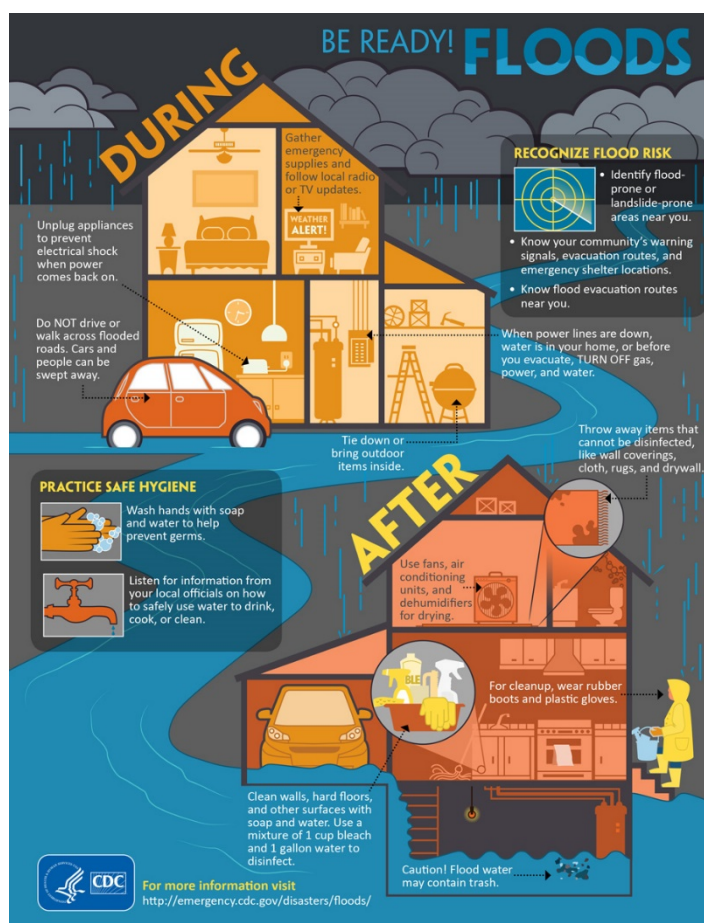 BE READY! FLOODS
DURING
Gather
emergency
supplies and
follow local radio
or TV updates.
WEATHER
ALERT!
Unplug appliances
to prevent
electrical shock
when power
comes back on.
Do NOT drive or
walk across flooded
roads. Cars and
people can be
swept away.
RECOGNIZE FLOOD RISK
• Identify flood-
prone or
landslide-prone
areas near you.
• Know your community's warning
signals, evacuation routes, and
emergency shelter locations.
• Know flood evacuation routes
near you.
When power lines are down,
water is in your home, or before
you evacuate, TURN OFF gas,
power, and water.
Tie down or
bring outdoor
items inside.
PRACTICE SAFE HYGIENE
Wash hands with soap
and water to help
prevent germs.
Listen for information from
your local officials on how
to safely use water to drink,
cook, or clean.
AFTER
Throw away items that
cannot be disinfected,
like wall coverings,
cloth, rugs, and drywall.
Use fans, air
conditioning
units, and
dehumidifiers
for drying.
BLE
For cleanup, wear rubber
boots and plastic gloves.
Clean walls, hard floors,
and other surfaces with
soap and water. Use a
mixture of 1 cup bleach
and 1 gallon water to
disinfect.
Caution! Flood water
may contain trash.
CDC
For more information visit
http://emergency.cdc.gov/disasters/floods/